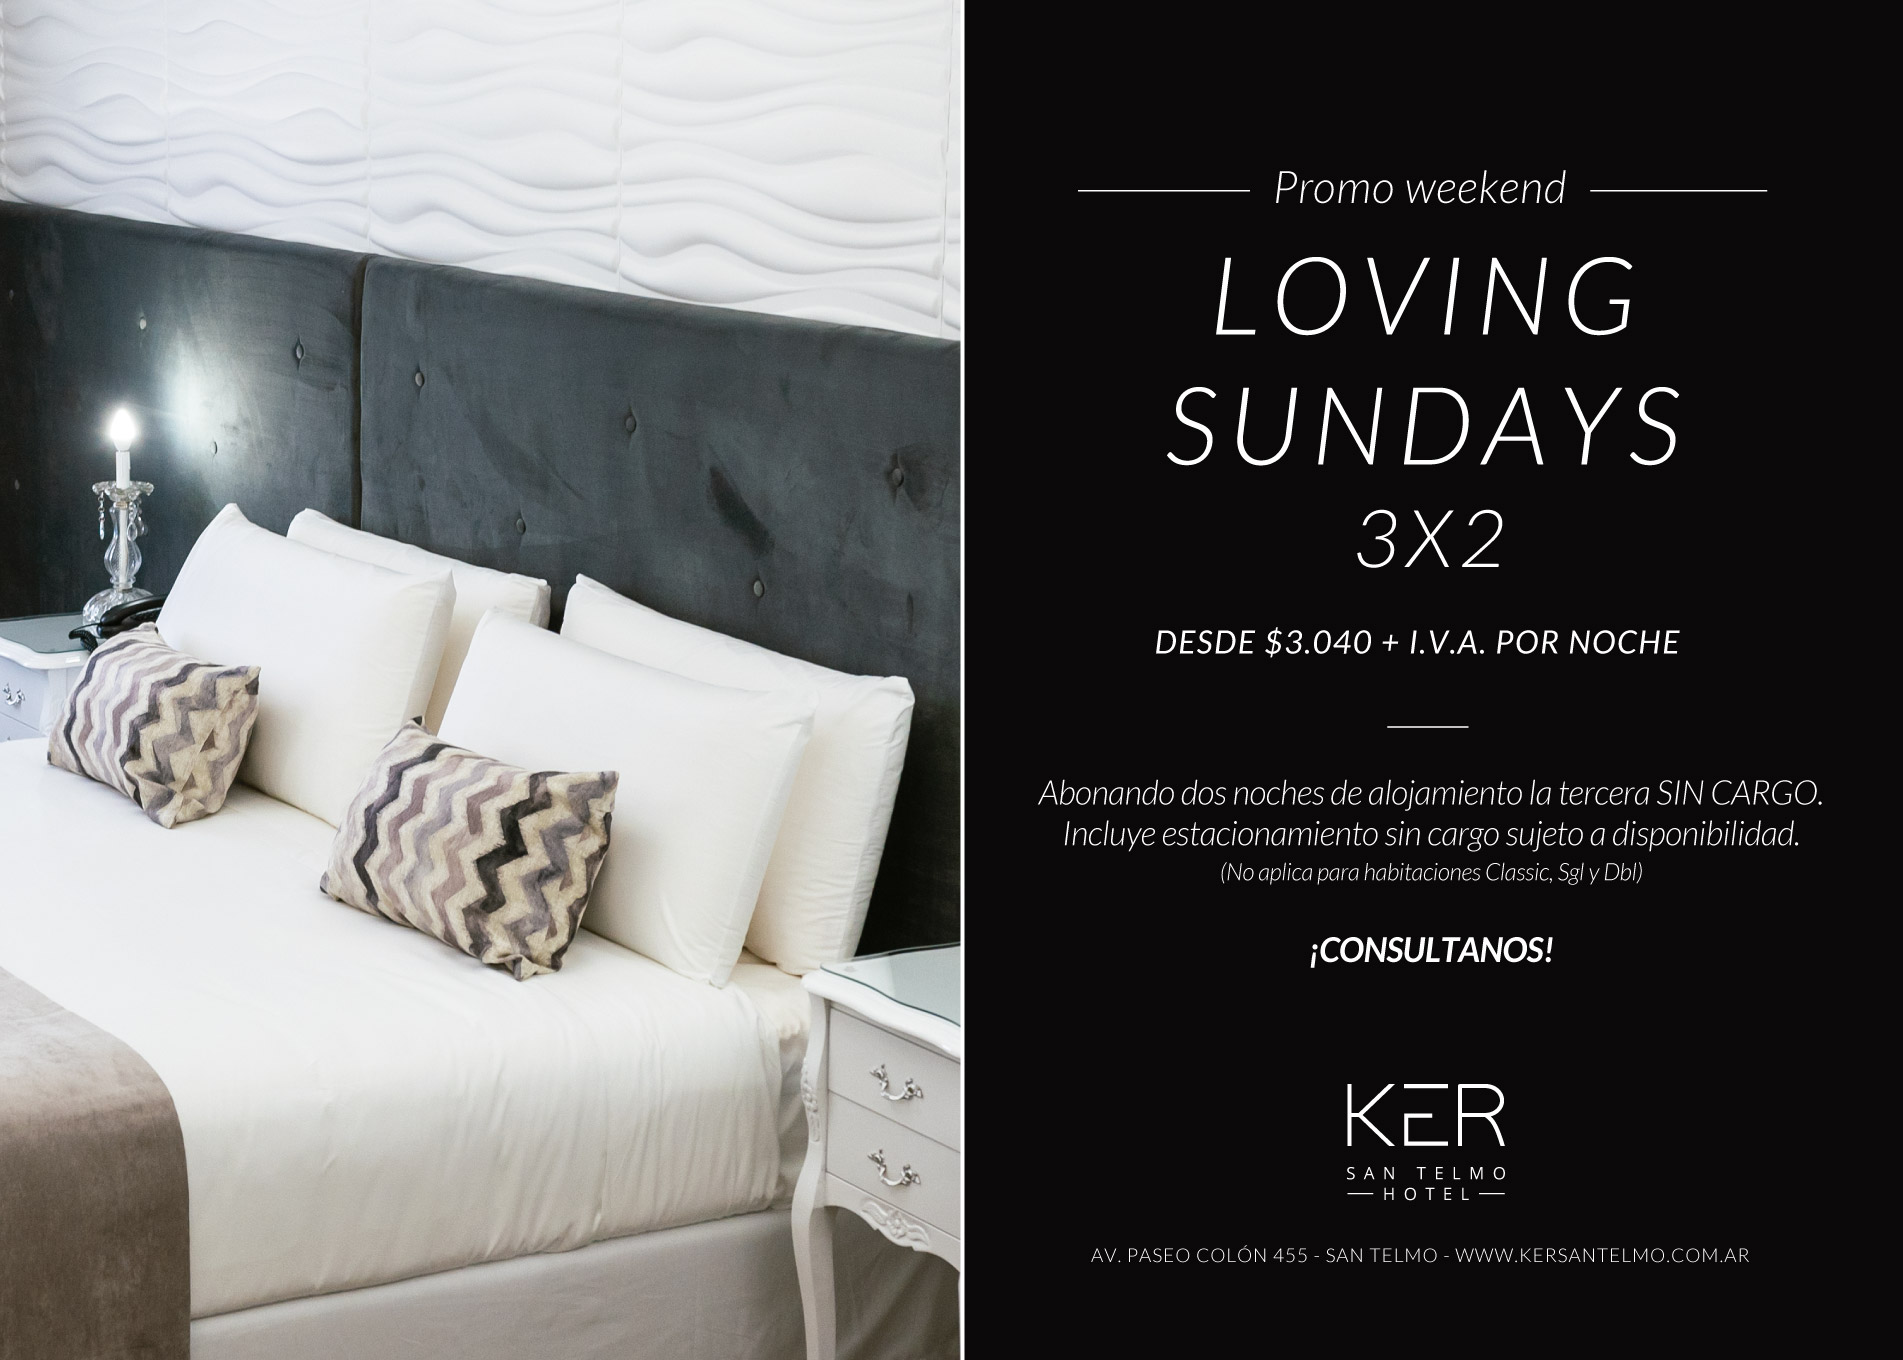 Promo weekend
LOVING
SUNDAYS
3X2
DESDE $3.040 + I.V.A. POR NOCHE
Abonando dos noches de alojamiento la tercera SIN CARGO.
Incluye estacionamiento sin cargo sujeto a disponibilidad.
(No aplica para habitaciones Classic, Sgl y Dbl)
¡CONSULTANOS!
KER
SAN TELMO
HOTEL
AV. PASEO COLÓN 455 - SAN TELMO - WWW.KERSANTELMO.COM.AR